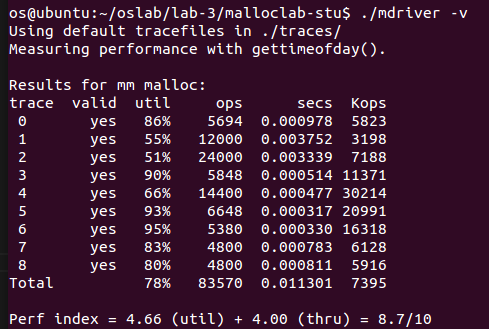 os@ubuntu:~/oslab/lab-3/malloclab-stu$ ./mdriver -v
Using default tracefiles in ./traces/
Measuring performance with gettimeofday().

Results for mm malloc:
trace  valid  util     ops      secs  Kops
 0       yes   86%    5694  0.000978  5823
 1       yes   55%   12000  0.003752  3198
 2       yes   51%   24000  0.003339  7188
 3       yes   90%    5848  0.000514 11371
 4       yes   66%   14400  0.000477 30214
 5       yes   93%    6648  0.000317 20991
 6       yes   95%    5380  0.000330 16318
 7       yes   83%    4800  0.000783  6128
 8       yes   80%    4800  0.000811  5916
Total          78%   83570  0.011301  7395

Perf index = 4.66 (util) + 4.00 (thru) = 8.7/10